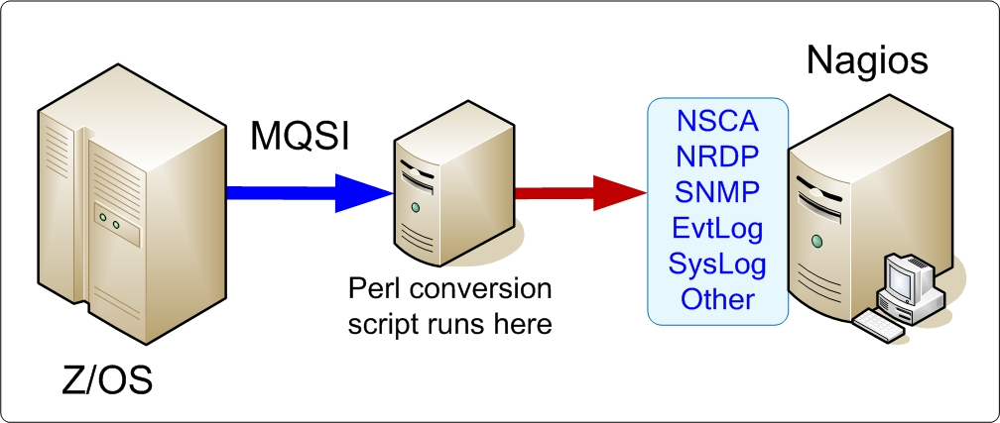 Nagios
MQSI
NSCA
NRDP
SNMP
EvtLog
SysLog
Other
Perl conversion
script runs here
Z/OS